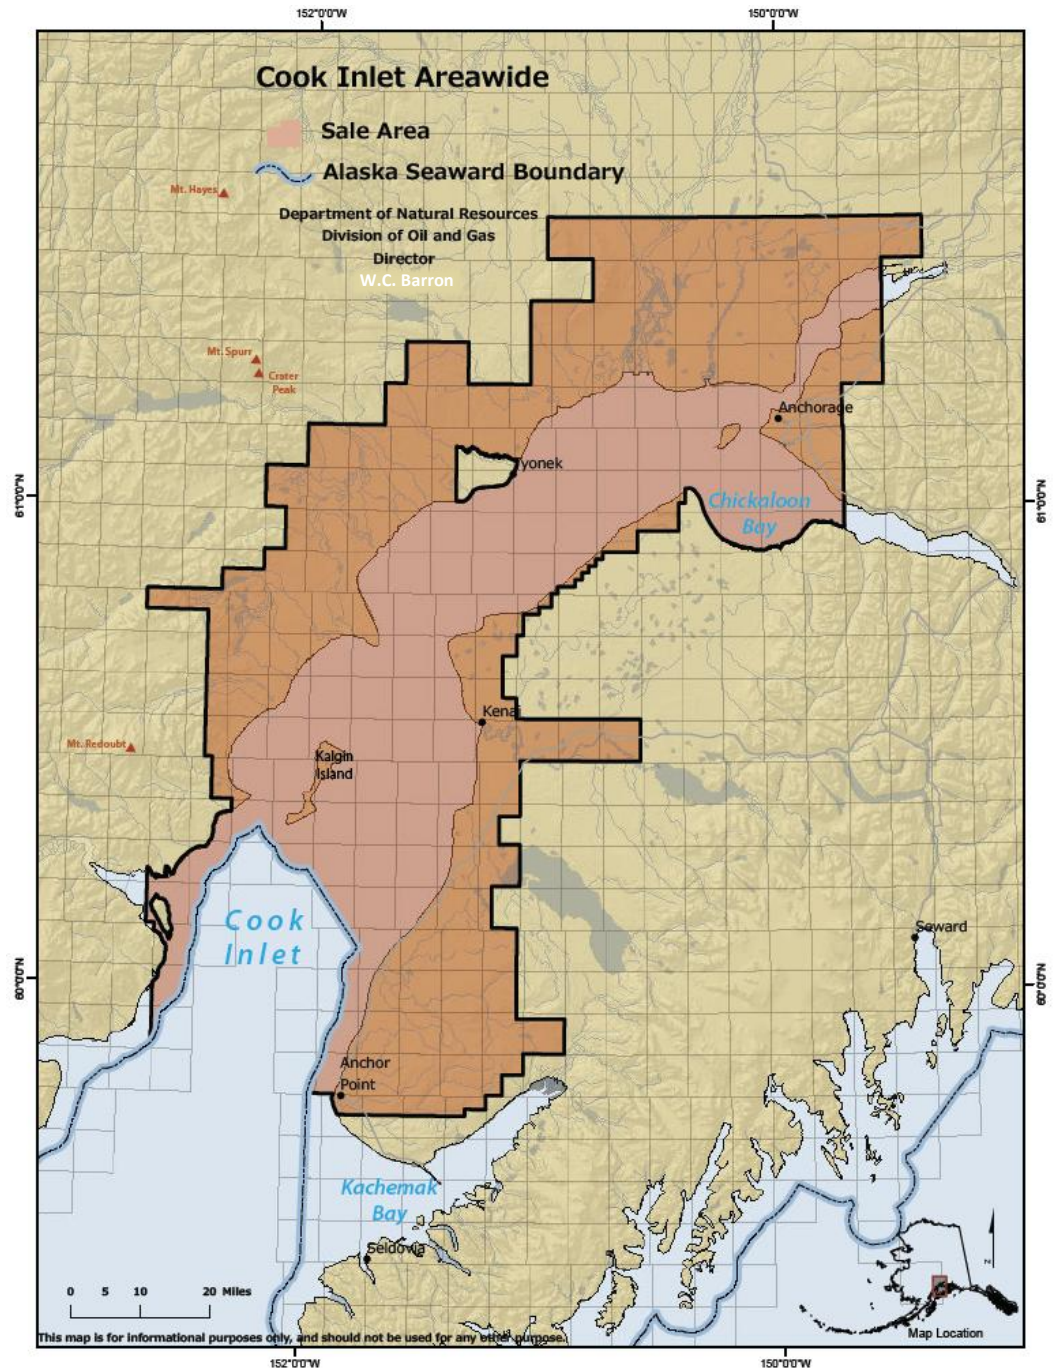 152°0'0"W
150°0'0"W
Cook Inlet Areawide
Sale Area
Alaska Seaward Boundary
Mt. Hayes
Department of Natural Resources
Division of Oil and Gas
Director
W.C. Barron
Mt. Spurr
Crater
Peak
Anchorage
Tyonek
61°0'0"N
61°0'0"N
Chickaloon
Bay
Kenai
Mt. Redoubt
Kalgin
Island
Cook
Inlet
Seward
60°0'0"N
60°0'0"N
Anchor
Point
Kachemak
Bay
Seldovia
0 5 10 20 Miles
N
Map Location
This map is for informational purposes only, and should not be used for any other purpose.
152°0'0"W
150°0'0"W